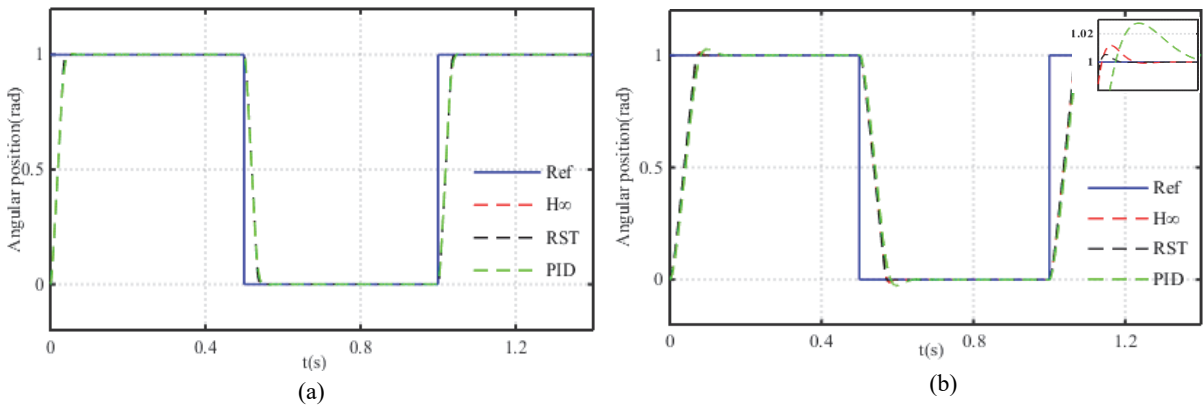 Angular position(rad)
1
0.5
0
0
0.4
0.8
1.2
t(s)
Ref
H∞
RST
PID
(a)
Angular position(rad)
1
0.5
0
0
0.4
0.8
1.2
t(s)
1.02
1
Ref
H∞
RST
PID
(b)